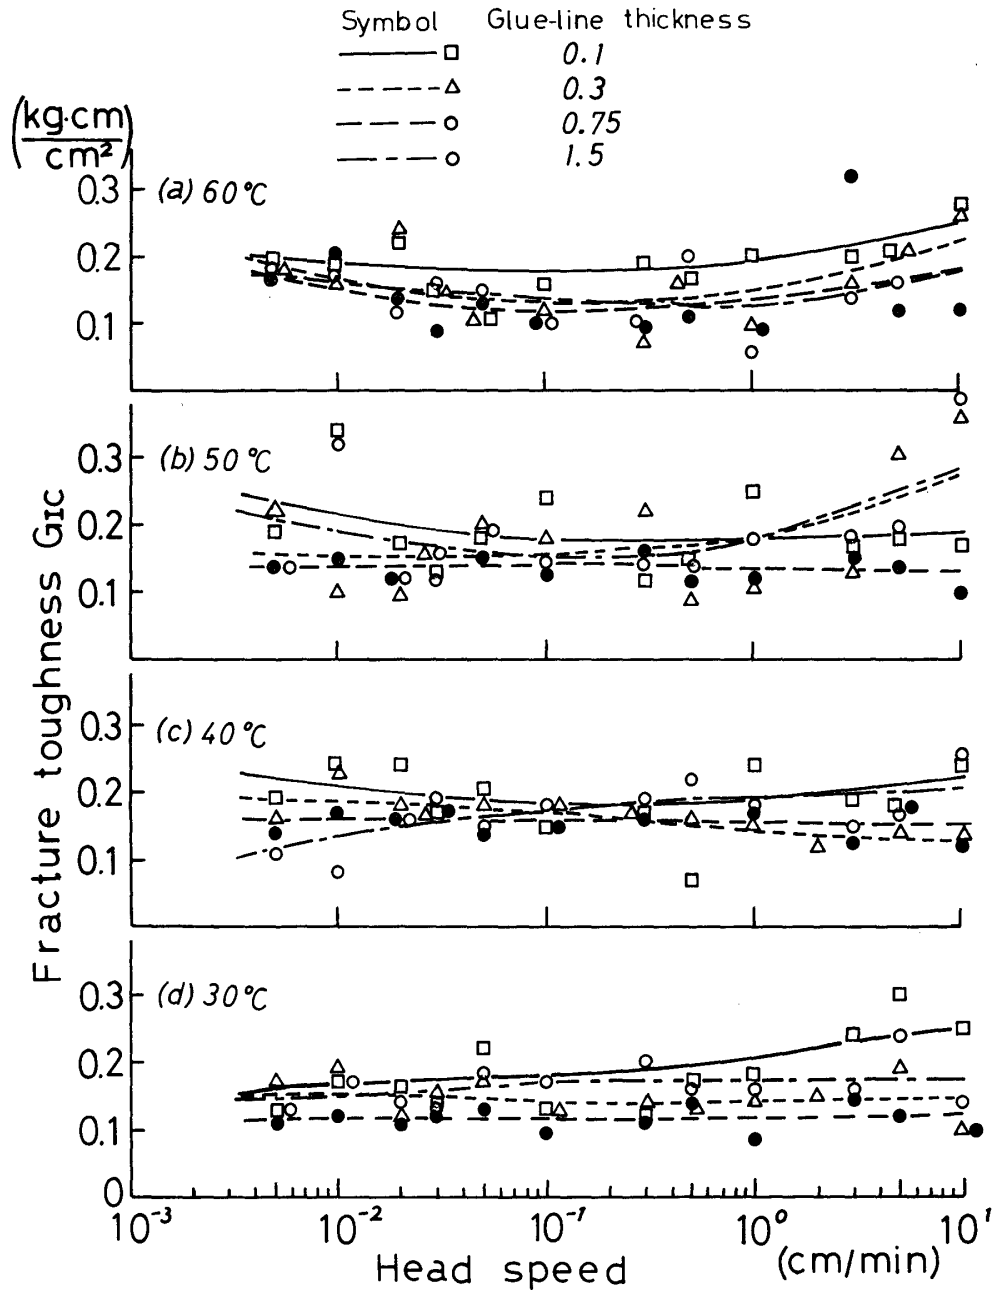 Symbol Glue-line thickness
0.1
0.3
0.75
1.5
(kg·cm/cm²)
(a) 60°C
0.3
0.2
0.1
(b) 50°C
0.3
0.2
0.1
(c) 40°C
0.3
0.2
0.1
(d) 30°C
0.3
0.2
0.1
0
Fracture toughness GIC
10⁻³ 10⁻² 10⁻¹ 10⁰ 10¹
Head speed (cm/min)